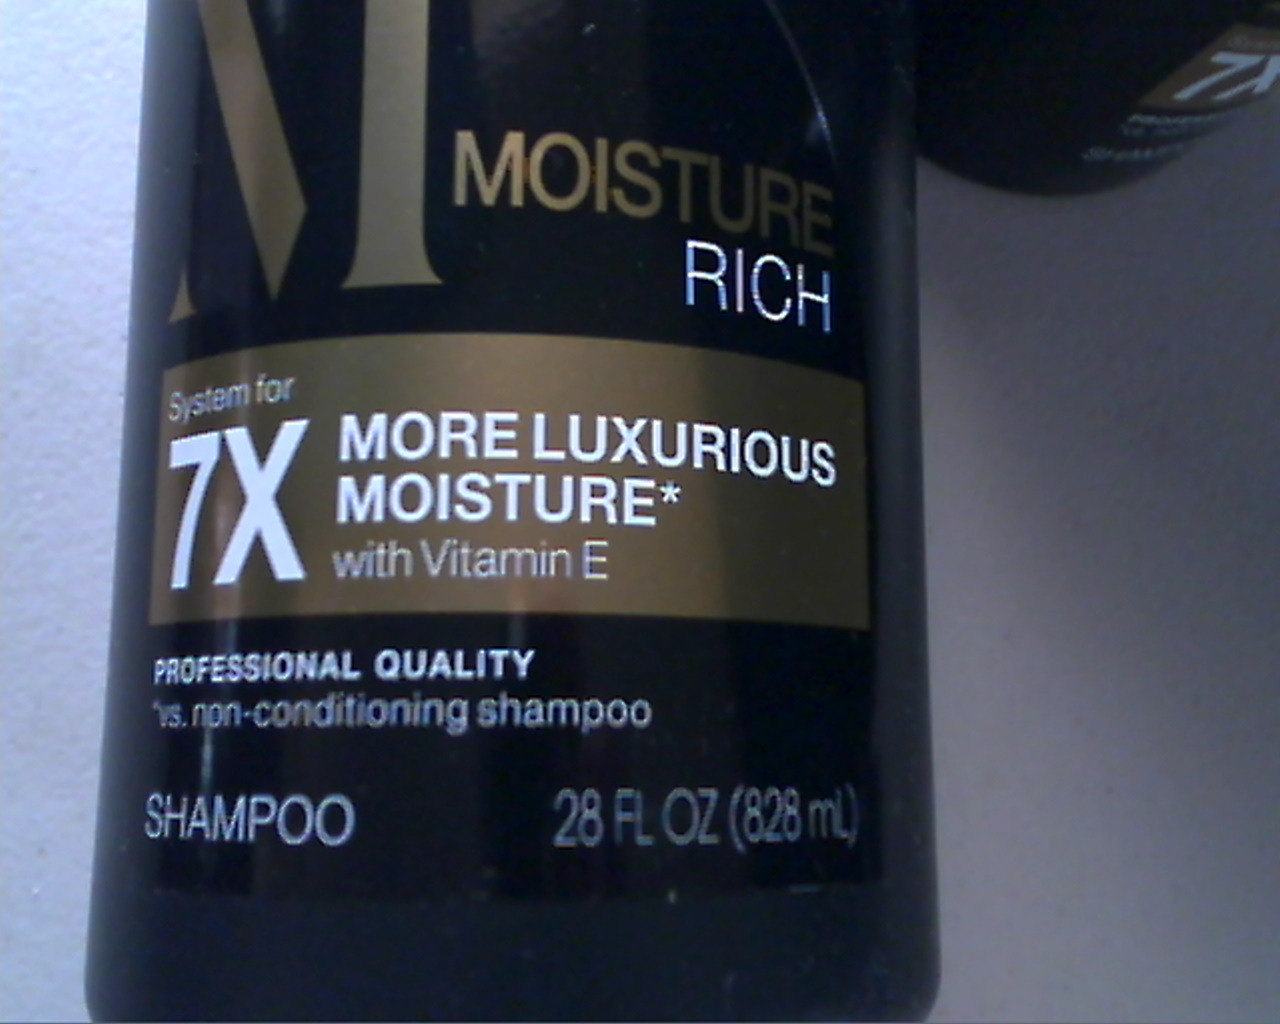 M
MOISTURE
RICH
System for
7X
MORE LUXURIOUS
MOISTURE*
with Vitamin E
PROFESSIONAL QUALITY
*vs. non-conditioning shampoo
SHAMPOO
28 FL OZ (828 mL)
7X